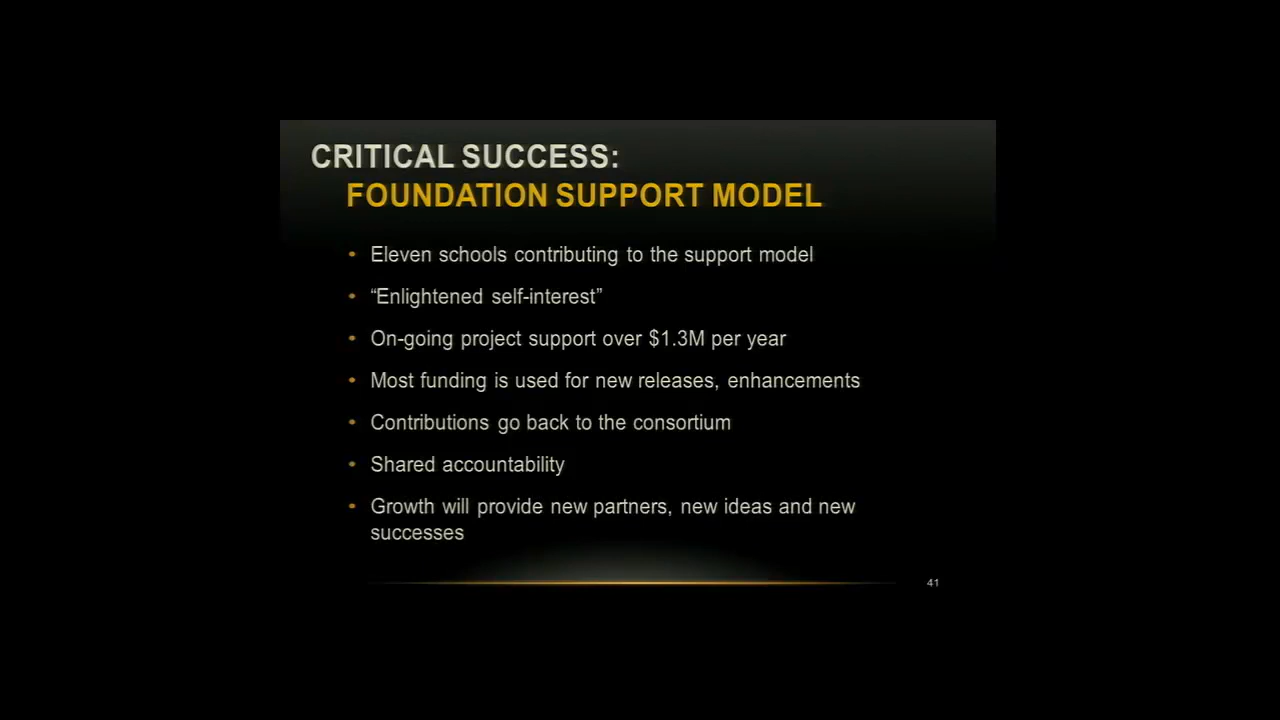 CRITICAL SUCCESS:
FOUNDATION SUPPORT MODEL
• Eleven schools contributing to the support model
• “Enlightened self-interest”
• On-going project support over $1.3M per year
• Most funding is used for new releases, enhancements
• Contributions go back to the consortium
• Shared accountability
• Growth will provide new partners, new ideas and new
successes
41